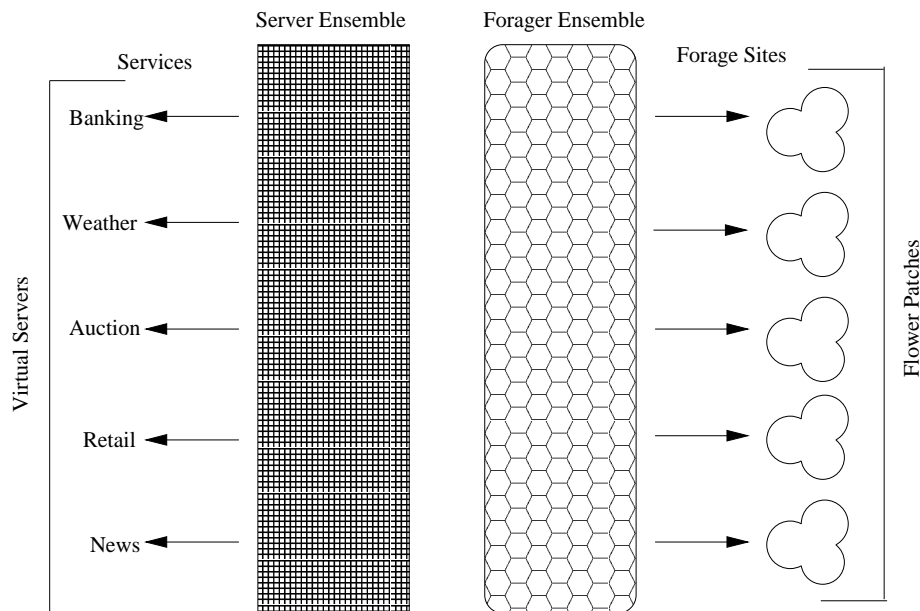 Server Ensemble
Forager Ensemble
Services
Forage Sites
Banking
Weather
Auction
Retail
News
Virtual Servers
Flower Patches